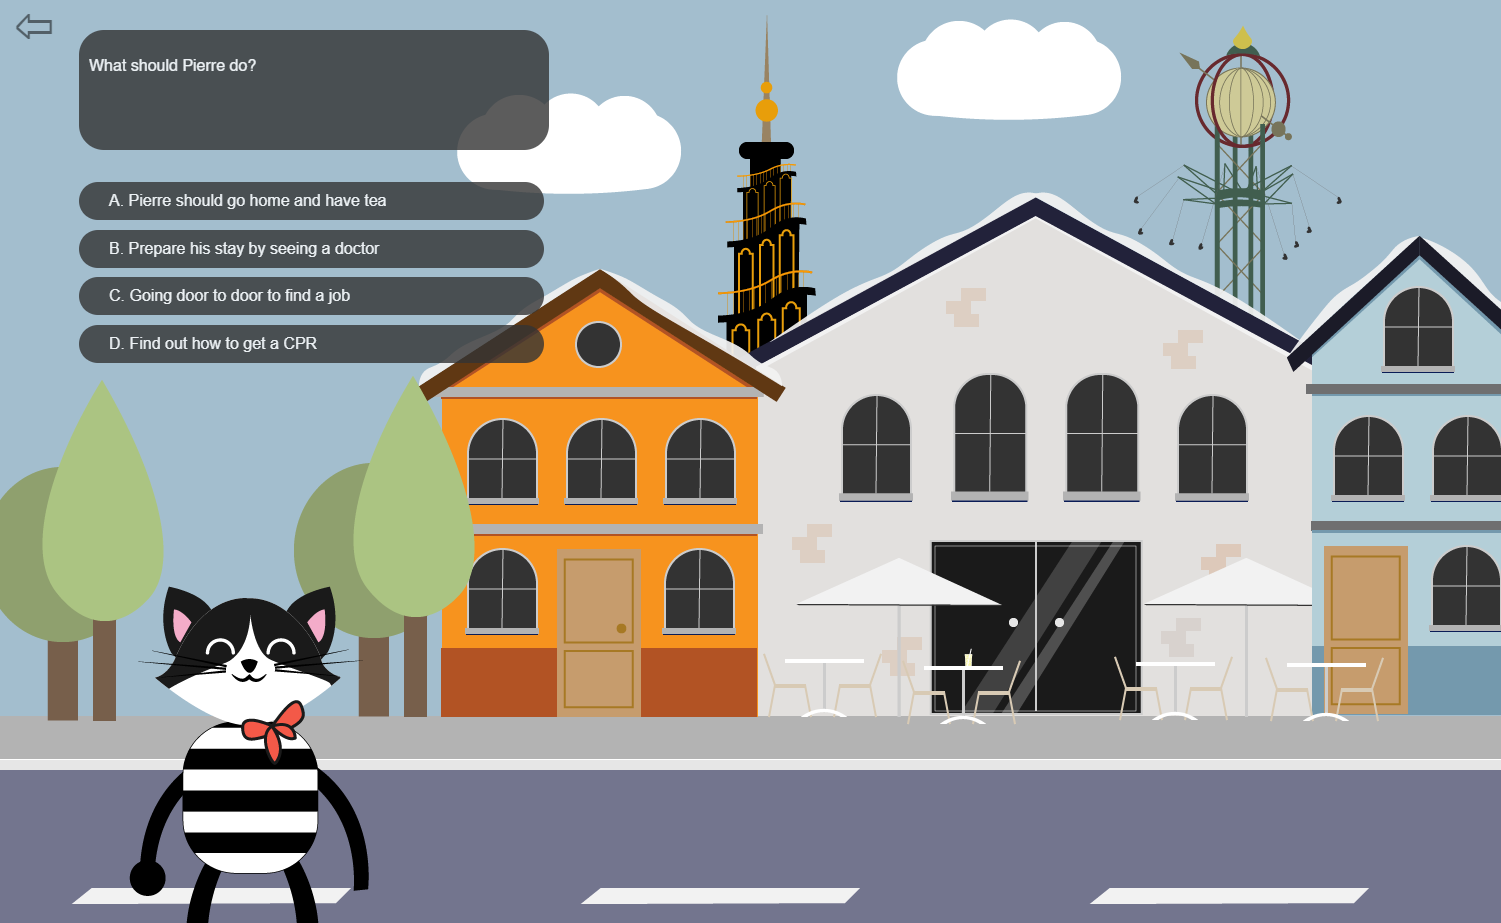 What should Pierre do?
A. Pierre should go home and have tea
B. Prepare his stay by seeing a doctor
C. Going door to door to find a job
D. Find out how to get a CPR